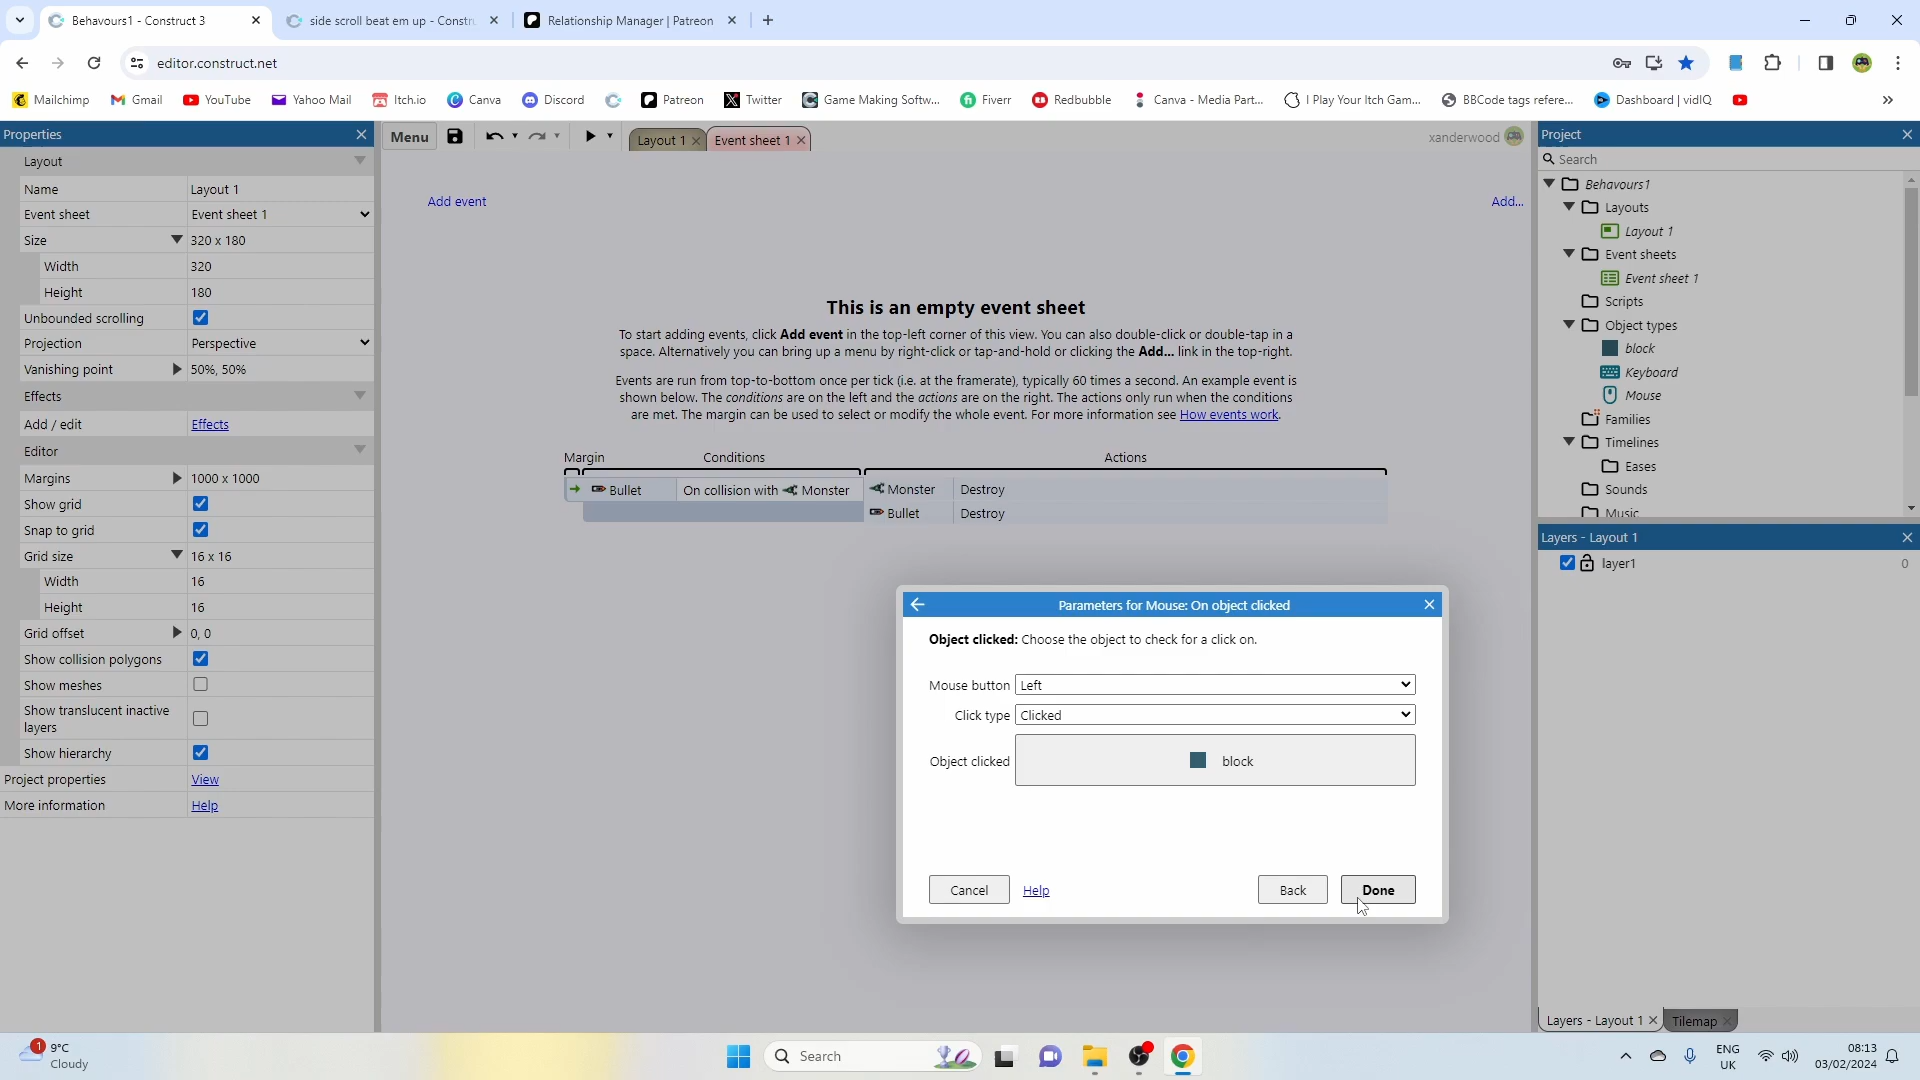 Behavours1 - Construct 3
side scroll beat em up - Constru
Relationship Manager | Patreon
editor.construct.net
Mailchimp
Gmail
YouTube
Yahoo Mail
Itch.io
Canva
Discord
Patreon
Twitter
Game Making Softw...
Fiverr
Redbubble
Canva - Media Part...
I Play Your Itch Gam...
BBCode tags refere...
Dashboard | vidIQ
Properties
Menu
Layout 1
Event sheet 1
xanderwood
Project
Layout
Name Layout 1
Event sheet Event sheet 1
Size 320 x 180
Width 320
Height 180
Unbounded scrolling
Projection Perspective
Vanishing point 50%, 50%
Effects
Add / edit Effects
Editor
Margins 1000 x 1000
Show grid
Snap to grid
Grid size 16 x 16
Width 16
Height 16
Grid offset 0, 0
Show collision polygons
Show meshes
Show translucent inactive
layers
Show hierarchy
Project properties View
More information Help
Add event
Add...
This is an empty event sheet
To start adding events, click Add event in the top-left corner of this view. You can also double-click or double-tap in a
space. Alternatively you can bring up a menu by right-click or tap-and-hold or clicking the Add... link in the top-right.
Events are run from top-to-bottom once per tick (i.e. at the framerate), typically 60 times a second. An example event is
shown below. The conditions are on the left and the actions are on the right. The actions only run when the conditions
are met. The margin can be used to select or modify the whole event. For more information see How events work.
Margin Conditions Actions
Bullet On collision with Monster Monster Destroy
Bullet Destroy
Parameters for Mouse: On object clicked
Object clicked: Choose the object to check for a click on.
Mouse button Left
Click type Clicked
Object clicked block
Cancel Help Back Done
Search
Behavours1
Layouts
Layout 1
Event sheets
Event sheet 1
Scripts
Object types
block
Keyboard
Mouse
Families
Timelines
Eases
Sounds
Music
Layers - Layout 1
layer1 0
Layers - Layout 1
Tilemap
1
9°C
Cloudy
Search
ENG
UK
08:13
03/02/2024